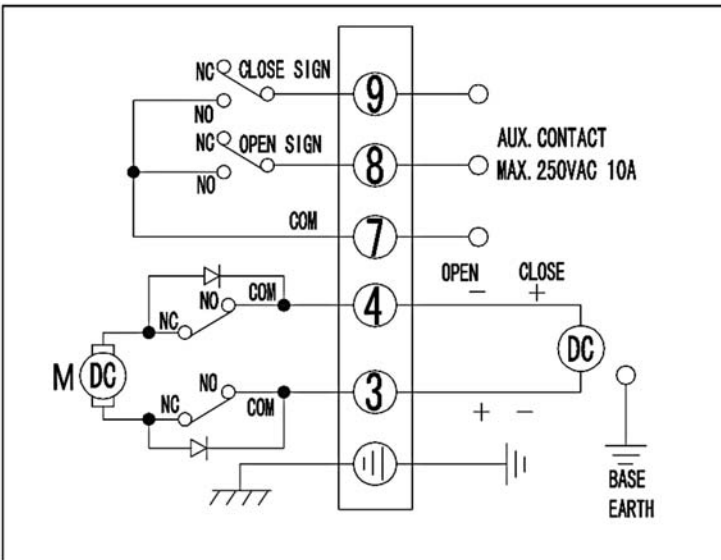 NC CLOSE SIGN
9
NO
NC OPEN SIGN
AUX. CONTACT
8
NO
MAX. 250VAC 10A
COM
7
OPEN CLOSE
- +
NO COM
4
NC
M DC
DC
NO
3
NC COM
+ -
BASE
EARTH